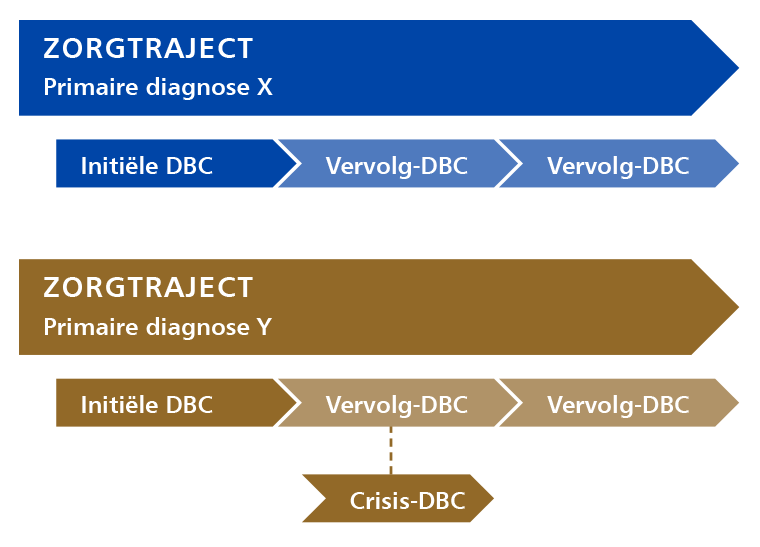 ZORGTRAJECT
Primaire diagnose X
Initiële DBC
Vervolg-DBC
Vervolg-DBC
ZORGTRAJECT
Primaire diagnose Y
Initiële DBC
Vervolg-DBC
Vervolg-DBC
Crisis-DBC